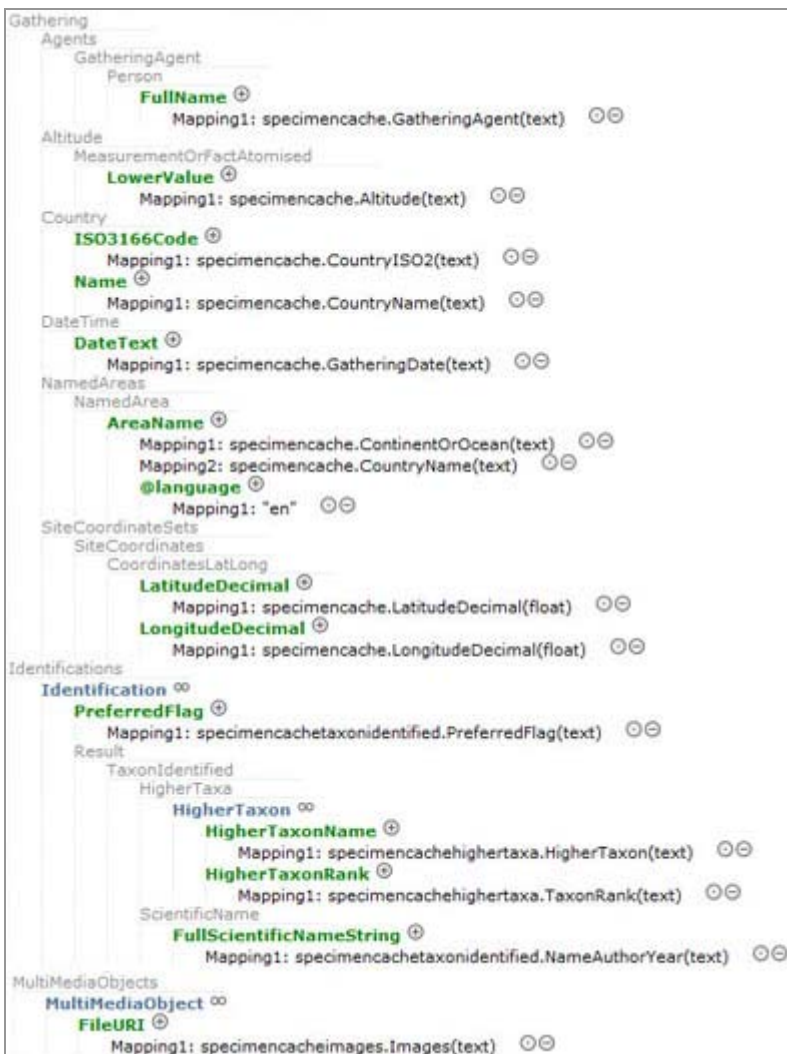 Gathering
Agents
GatheringAgent
Person
FullName
Mapping1: specimencache.GatheringAgent(text)
Altitude
MeasurementOrFactAtomised
LowerValue
Mapping1: specimencache.Altitude(text)
Country
ISO3166Code
Mapping1: specimencache.CountryISO2(text)
Name
Mapping1: specimencache.CountryName(text)
DateTime
DateText
Mapping1: specimencache.GatheringDate(text)
NamedAreas
NamedArea
AreaName
Mapping1: specimencache.ContinentOrOcean(text)
Mapping2: specimencache.CountryName(text)
@language
Mapping1: "en"
SiteCoordinateSets
SiteCoordinates
CoordinatesLatLong
LatitudeDecimal
Mapping1: specimencache.LatitudeDecimal(float)
LongitudeDecimal
Mapping1: specimencache.LongitudeDecimal(float)
Identifications
Identification
PreferredFlag
Mapping1: specimencachetaxonidentified.PreferredFlag(text)
Result
TaxonIdentified
HigherTaxa
HigherTaxon
HigherTaxonName
Mapping1: specimencachehighertaxa.HigherTaxon(text)
HigherTaxonRank
Mapping1: specimencachehighertaxa.TaxonRank(text)
ScientificName
FullScientificNameString
Mapping1: specimencachetaxonidentified.NameAuthorYear(text)
MultiMediaObjects
MultiMediaObject
FileURI
Mapping1: specimencacheimages.Images(text)